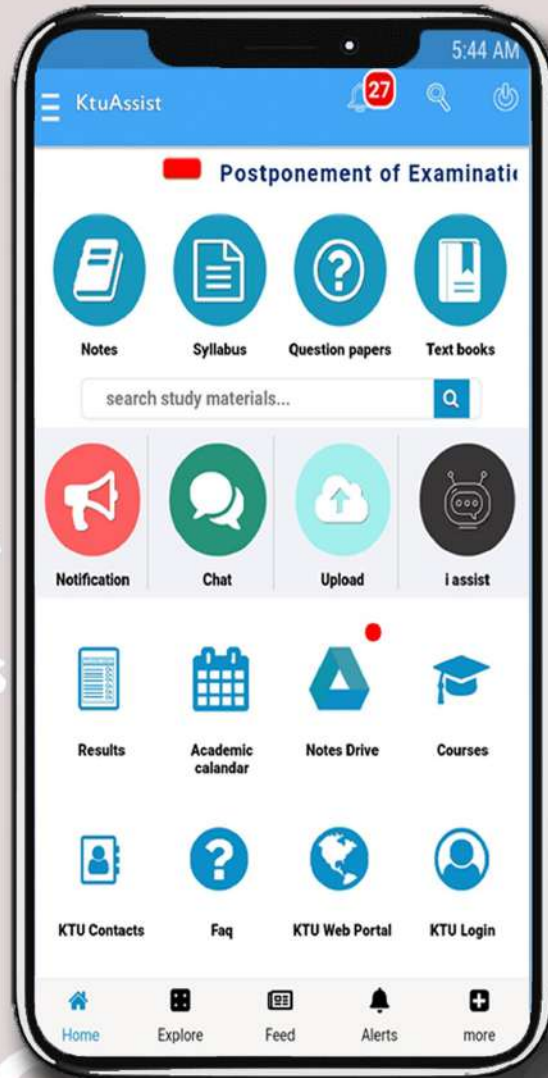 5:44 AM
KtuAssist
27
Postponement of Examinati
Notes Syllabus Question papers Text books
search study materials...
Notification Chat Upload i assist
Results Academic calandar Notes Drive Courses
KTU Contacts Faq KTU Web Portal KTU Login
Home Explore Feed Alerts more